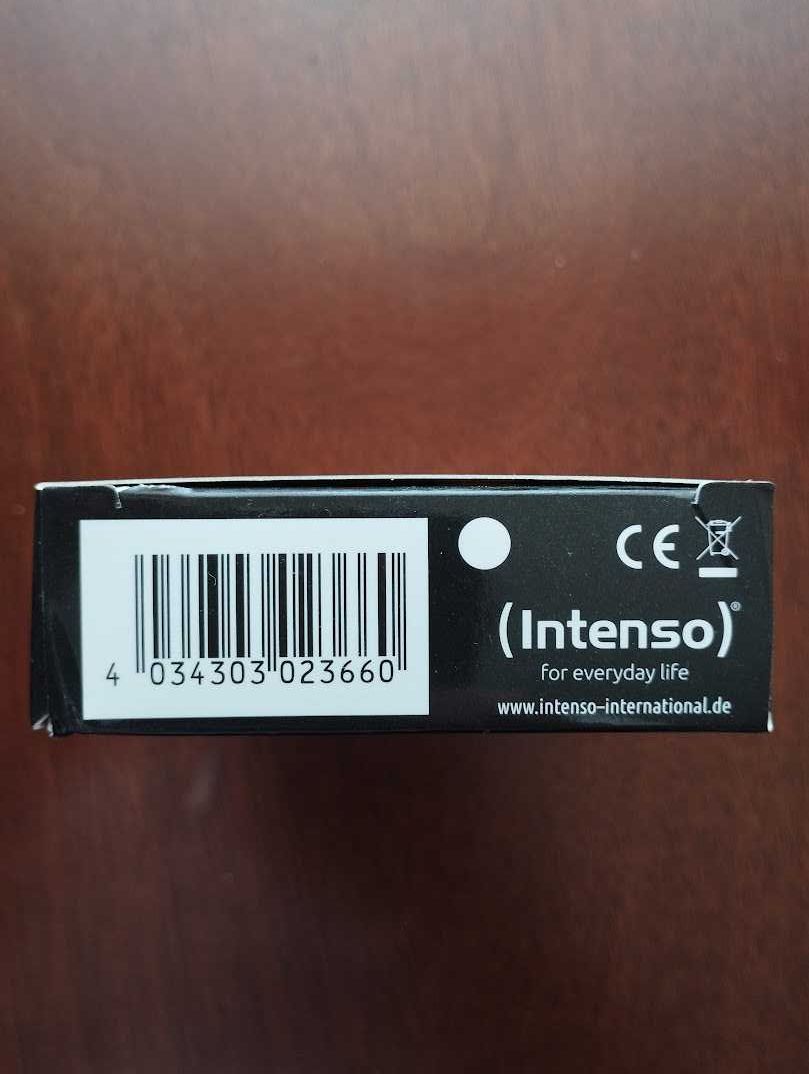 4 034303 023660
CE
(Intenso)®
for everyday life
www.intenso-international.de